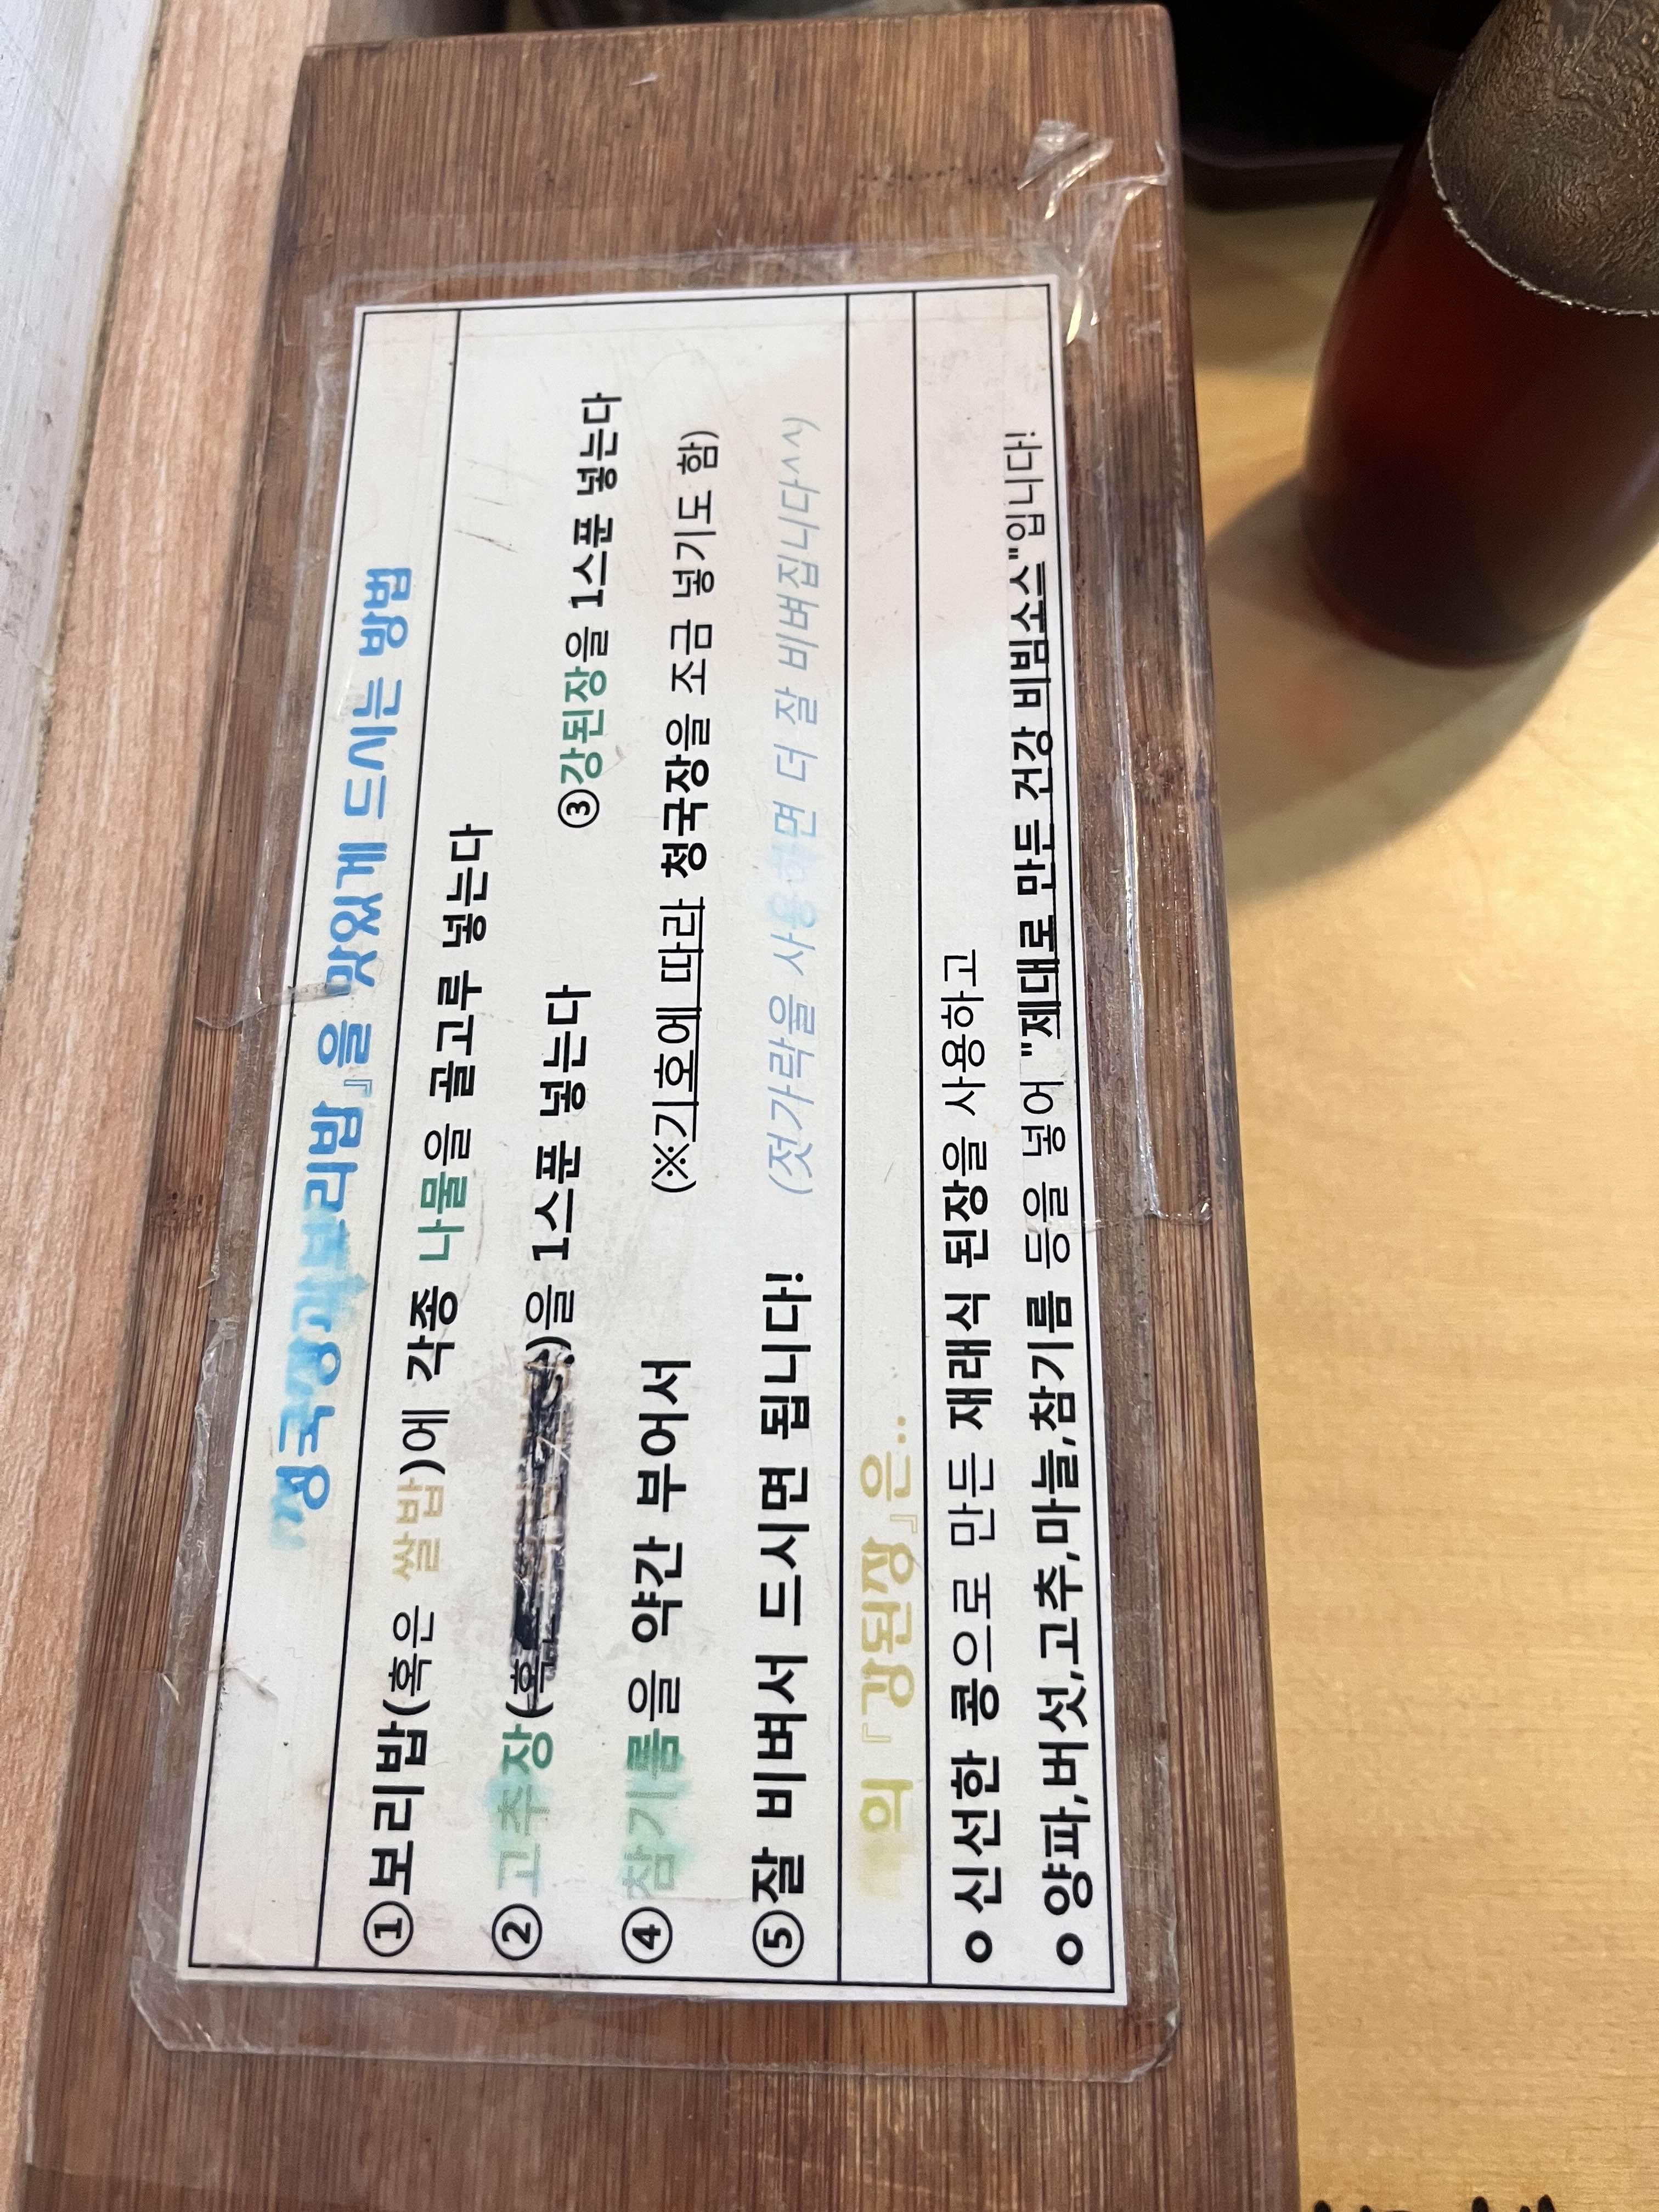 『청국장과보리밥』을 맛있게 드시는 방법
①보리밥(혹은 쌀밥)에 각종 나물을 골고루 넣는다
②고추장(혹은 )을 1스푼 넣는다 ③강된장을 1스푼 넣는다
④참기름을 약간 부어서 (※기호에 따라 청국장을 조금 넣기도 함)
⑤잘 비벼서 드시면 됩니다! (젓가락을 사용하면 더 잘 비벼집니다^^)
의 『강된장』은..
ㅇ신선한 콩으로 만든 재래식 된장을 사용하고
ㅇ양파,버섯,고추,마늘,참기름 등을 넣어 "제대로 만든 건강 비빔소스"입니다!